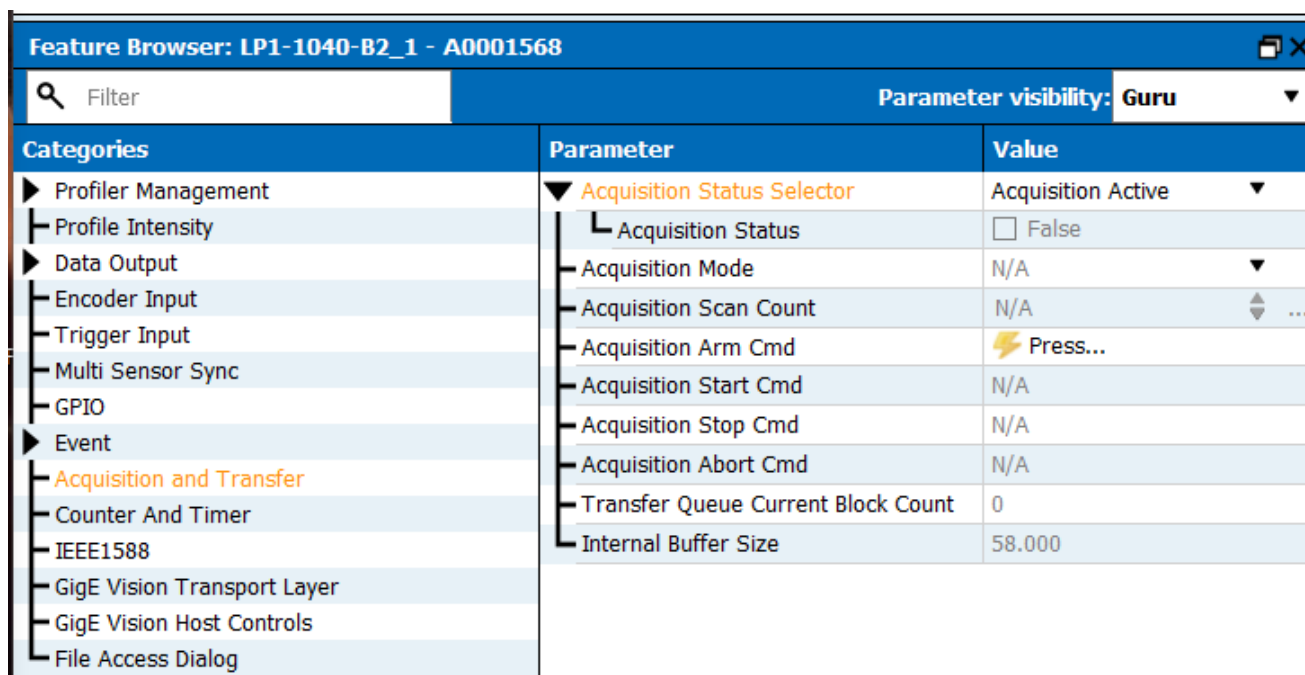 Feature Browser: LP1-1040-B2_1 - A0001568
Filter
Parameter visibility: Guru
Categories
Profiler Management
Profile Intensity
Data Output
Encoder Input
Trigger Input
Multi Sensor Sync
GPIO
Event
Acquisition and Transfer
Counter And Timer
IEEE1588
GigE Vision Transport Layer
GigE Vision Host Controls
File Access Dialog
Parameter Value
Acquisition Status Selector Acquisition Active
Acquisition Status False
Acquisition Mode N/A
Acquisition Scan Count N/A ...
Acquisition Arm Cmd Press...
Acquisition Start Cmd N/A
Acquisition Stop Cmd N/A
Acquisition Abort Cmd N/A
Transfer Queue Current Block Count 0
Internal Buffer Size 58.000